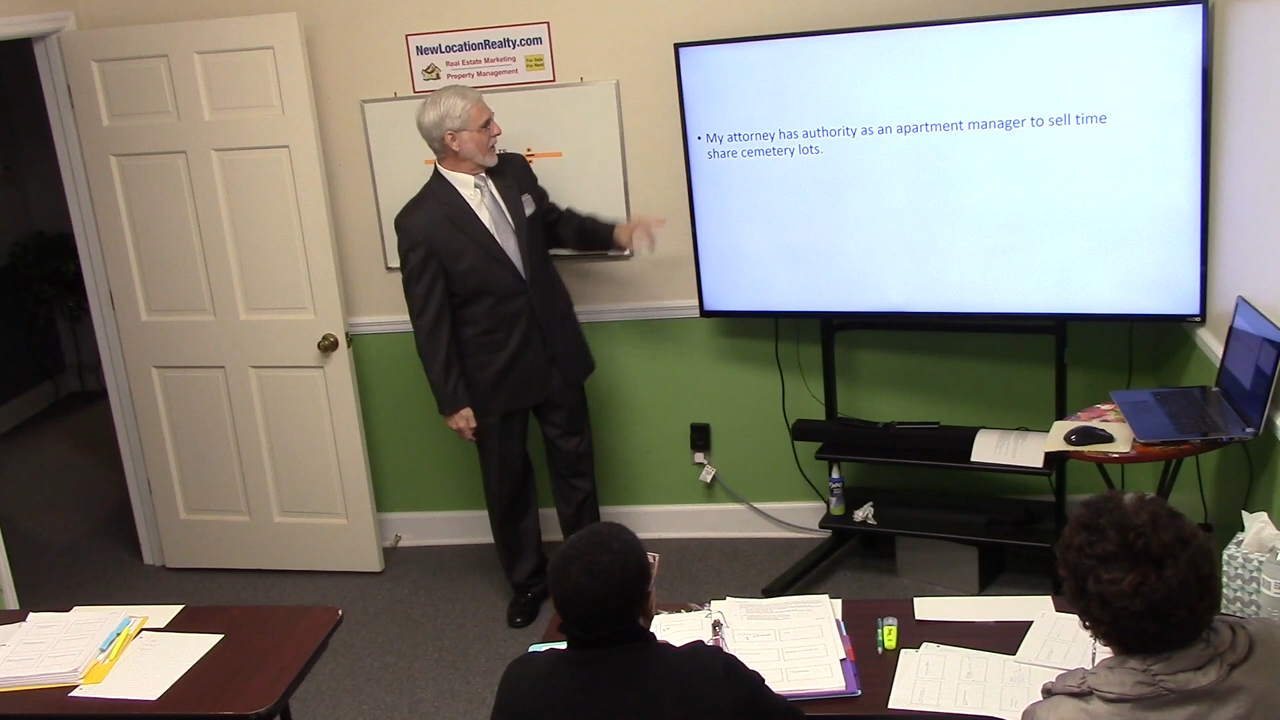 NewLocationRealty.com
Real Estate Marketing
Property Management
For Sale
For Rent
• My attorney has authority as an apartment manager to sell time
share cemetery lots.